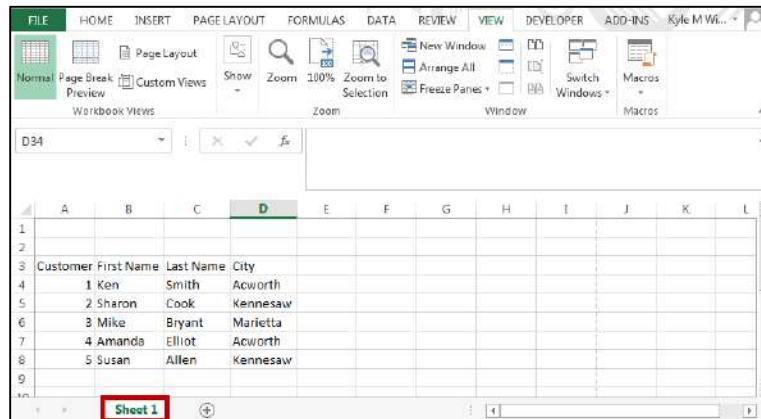 FILE HOME INSERT PAGE LAYOUT FORMULAS DATA REVIEW VIEW DEVELOPER ADD-INS Kyle M Wi...
Normal Page Break Preview Page Layout Custom Views Show Zoom 100% Zoom to Selection New Window Arrange All Freeze Panes Switch Windows Macros
Workbook Views Zoom Window Macros
D34 fx
A B C D E F G H I J K L
1
2
3 Customer First Name Last Name City
4 1 Ken Smith Acworth
5 2 Sharon Cook Kennesaw
6 3 Mike Bryant Marietta
7 4 Amanda Elliot Acworth
8 5 Susan Allen Kennesaw
9
10
Sheet 1